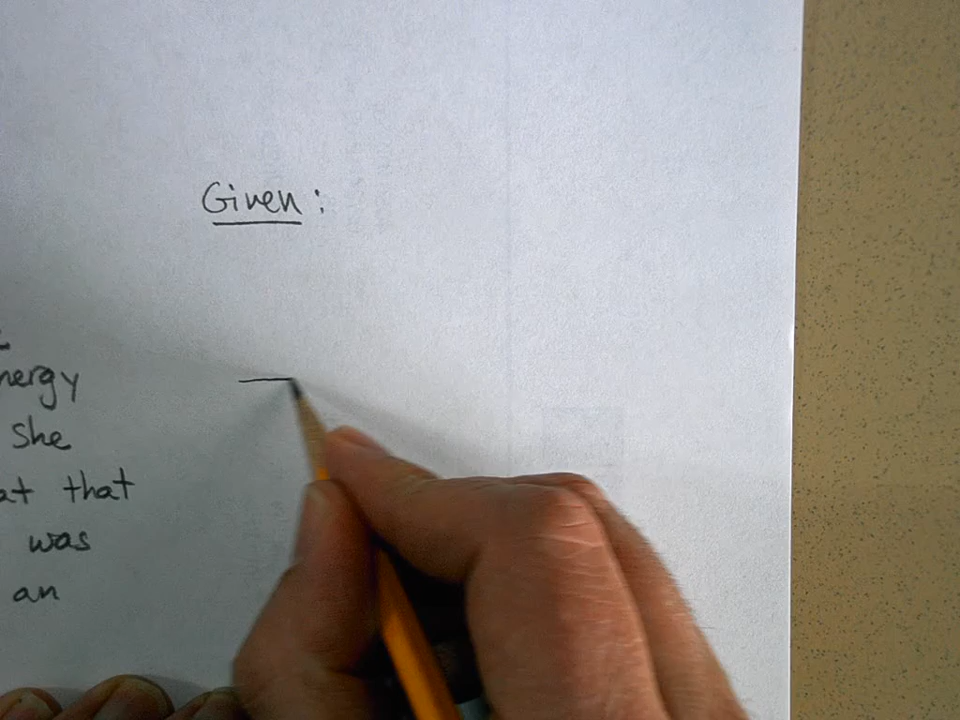 Given:
nergy
she
at that
was
an